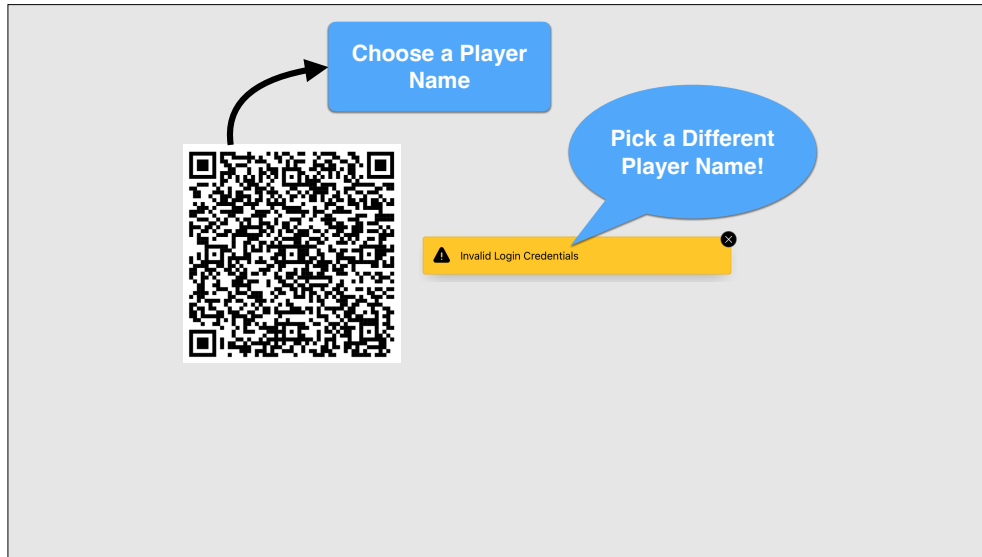 Choose a Player
Name
Pick a Different
Player Name!
Invalid Login Credentials